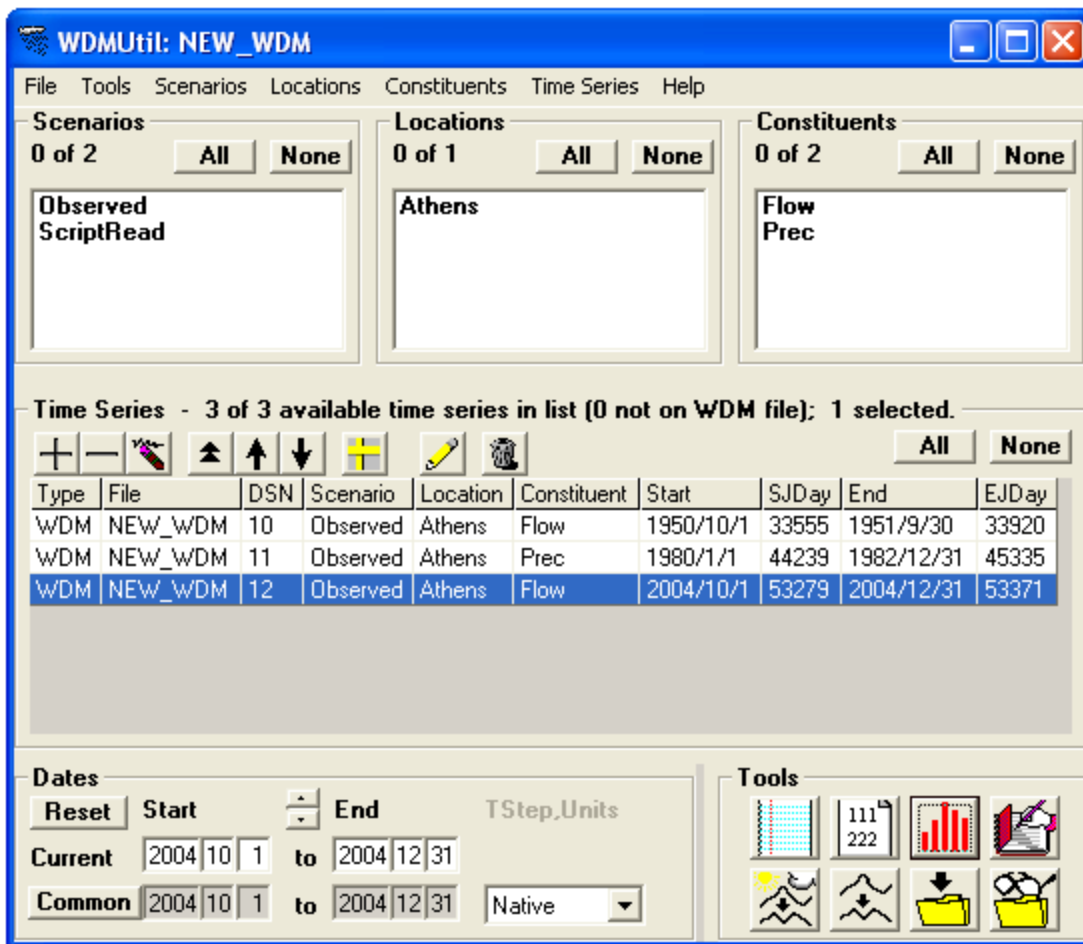 WDMUtil: NEW_WDM
File Tools Scenarios Locations Constituents Time Series Help
Scenarios
0 of 2 All None
Observed
ScriptRead
Locations
0 of 1 All None
Athens
Constituents
0 of 2 All None
Flow
Prec
Time Series - 3 of 3 available time series in list (0 not on WDM file); 1 selected.
All None
Type File DSN Scenario Location Constituent Start SJDay End EJDay
WDM NEW_WDM 10 Observed Athens Flow 1950/10/1 33555 1951/9/30 33920
WDM NEW_WDM 11 Observed Athens Prec 1980/1/1 44239 1982/12/31 45335
WDM NEW_WDM 12 Observed Athens Flow 2004/10/1 53279 2004/12/31 53371
Dates
Reset Start End TStep,Units
Current 2004 10 1 to 2004 12 31
Common 2004 10 1 to 2004 12 31 Native
Tools
111
222